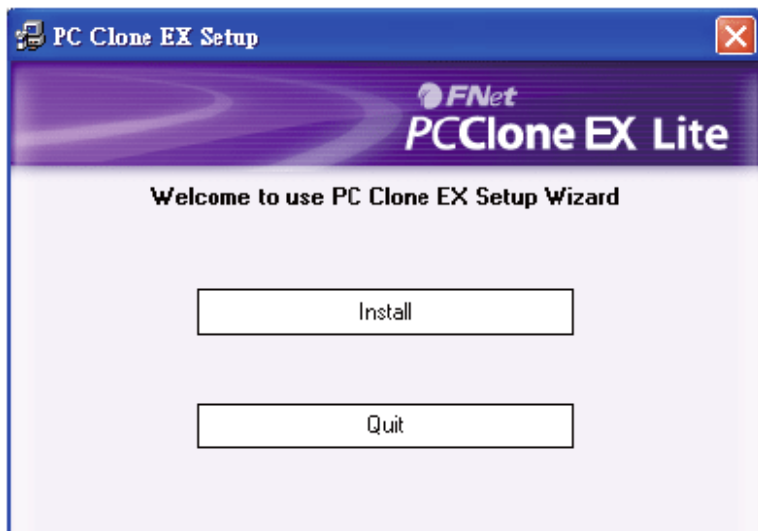 PC Clone EX Setup
FNet
PCClone EX Lite
Welcome to use PC Clone EX Setup Wizard
Install
Quit